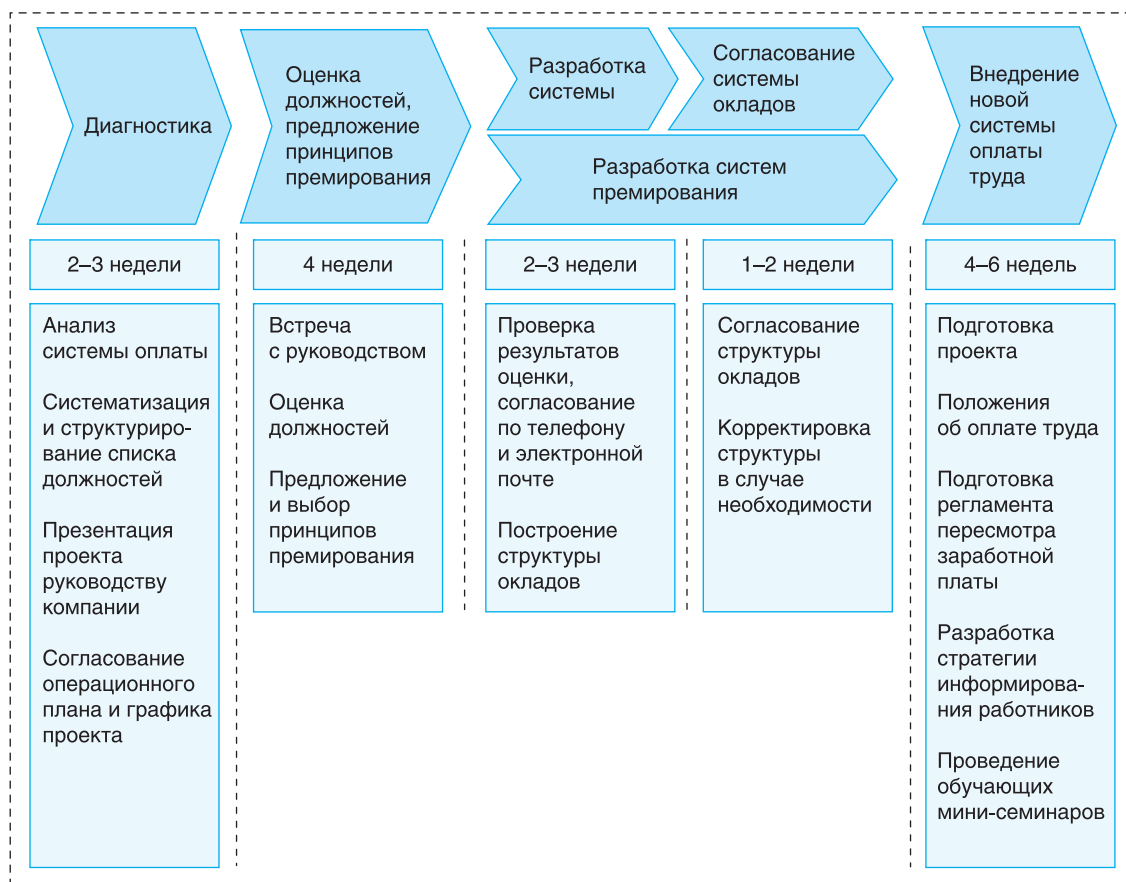 Диагностика
Оценка
должностей,
предложение
принципов
премирования
Разработка
системы
Согласование
системы
окладов
Разработка систем
премирования
Внедрение
новой
системы
оплаты
труда
2–3 недели
4 недели
2–3 недели
1–2 недели
4–6 недель
Анализ
системы оплаты
Систематизация
и структуриро-
вание списка
должностей
Презентация
проекта
руководству
компании
Согласование
операционного
плана и графика
проекта
Встреча
с руководством
Оценка
должностей
Предложение
и выбор
принципов
премирования
Проверка
результатов
оценки,
согласование
по телефону
и электронной
почте
Построение
структуры
окладов
Согласование
структуры
окладов
Корректировка
структуры
в случае
необходимости
Подготовка
проекта
Положения
об оплате труда
Подготовка
регламента
пересмотра
заработной
платы
Разработка
стратегии
информирова-
ния работников
Проведение
обучающих
мини-семинаров